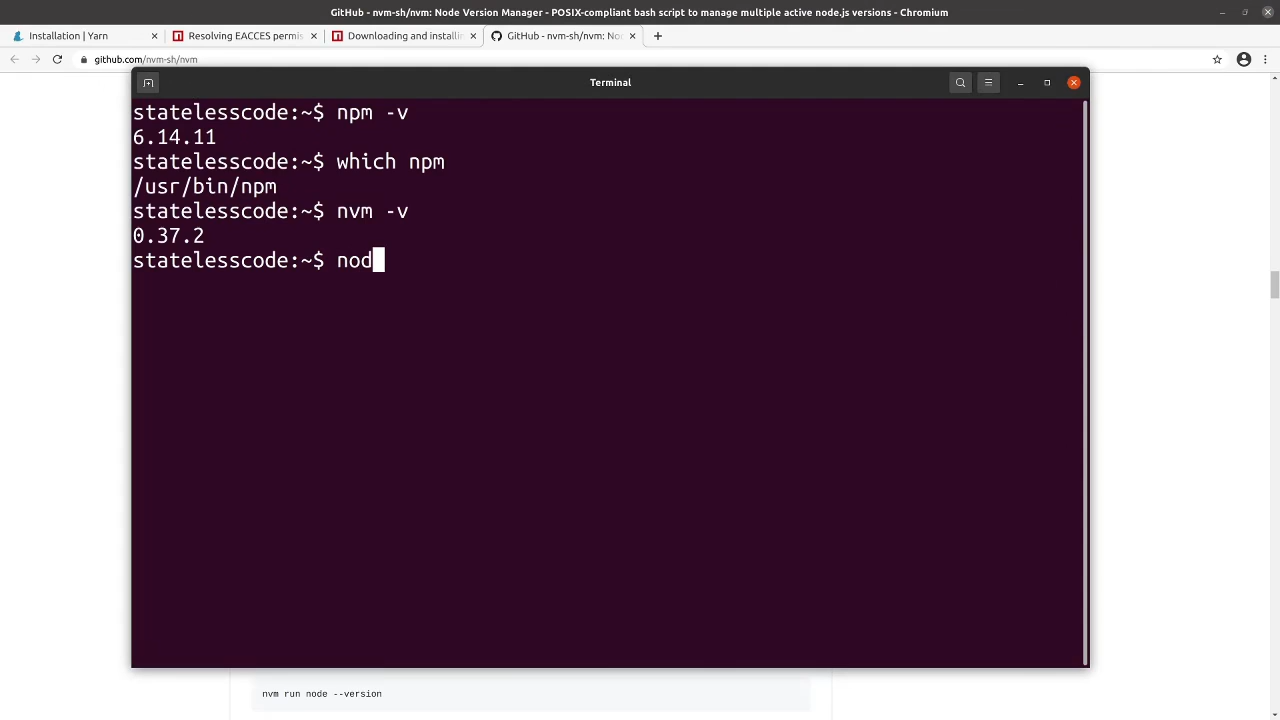 GitHub - nvm-sh/nvm: Node Version Manager - POSIX-compliant bash script to manage multiple active node.js versions - Chromium
Installation | Yarn
Resolving EACCES permis
Downloading and installin
GitHub - nvm-sh/nvm: Nod
github.com/nvm-sh/nvm
Terminal
statelesscode:~$ npm -v
6.14.11
statelesscode:~$ which npm
/usr/bin/npm
statelesscode:~$ nvm -v
0.37.2
statelesscode:~$ nod
nvm run node --version